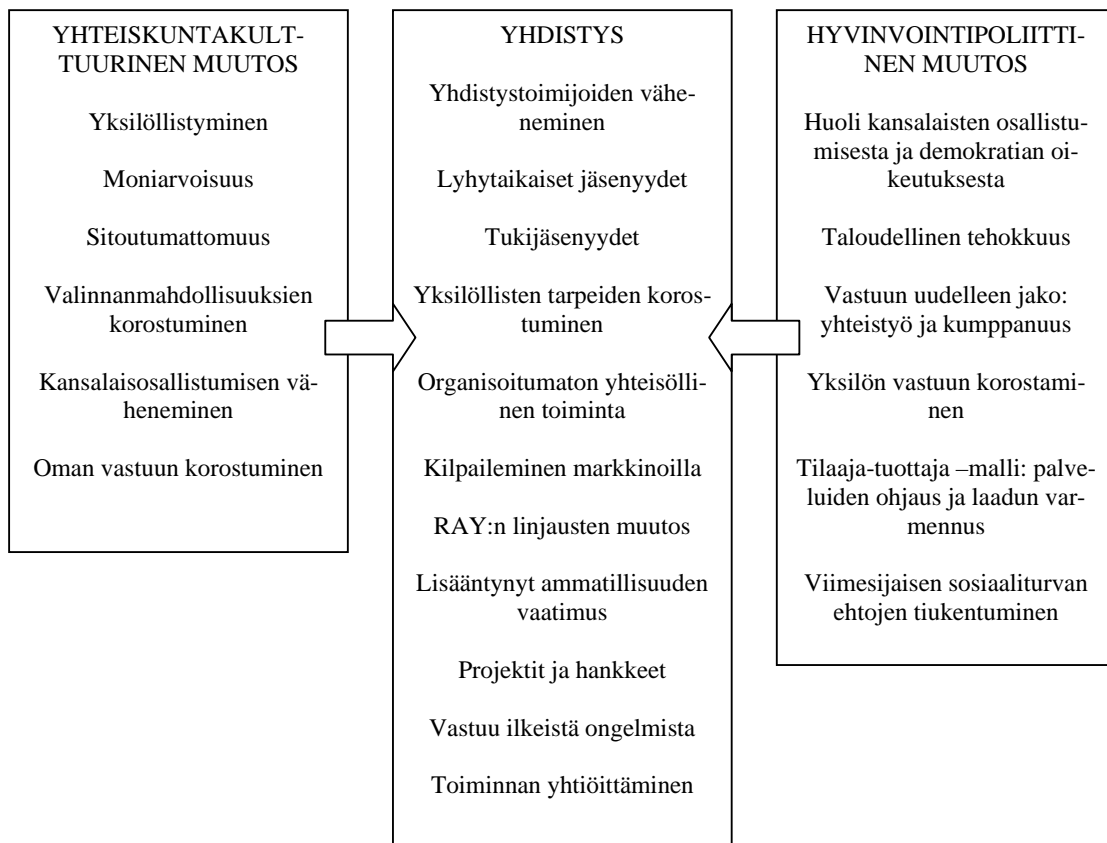 YHTEISKUNTAKULT-
TUURINEN MUUTOS
Yksilöllistyminen
Moniarvoisuus
Sitoutumattomuus
Valinnanmahdollisuuksien
korostuminen
Kansalaisosallistumisen vä-
heneminen
Oman vastuun korostuminen
YHDISTYS
Yhdistystoimijoiden vähe-
neminen
Lyhytaikaiset jäsenyydet
Tukijäsenyydet
Yksilöllisten tarpeiden koros-
tuminen
Organisoitumaton yhteisölli-
nen toiminta
Kilpaileminen markkinoilla
RAY:n linjausten muutos
Lisääntynyt ammatillisuuden
vaatimus
Projektit ja hankkeet
Vastuu ilkeistä ongelmista
Toiminnan yhtiöittäminen
HYVINVOINTIPOLIITTI-
NEN MUUTOS
Huoli kansalaisten osallistu-
misesta ja demokratian oi-
keutuksesta
Taloudellinen tehokkuus
Vastuun uudelleen jako:
yhteistyö ja kumppanuus
Yksilön vastuun korostami-
nen
Tilaaja-tuottaja –malli: palve-
luiden ohjaus ja laadun var-
mennus
Viimesijaisen sosiaaliturvan
ehtojen tiukentuminen